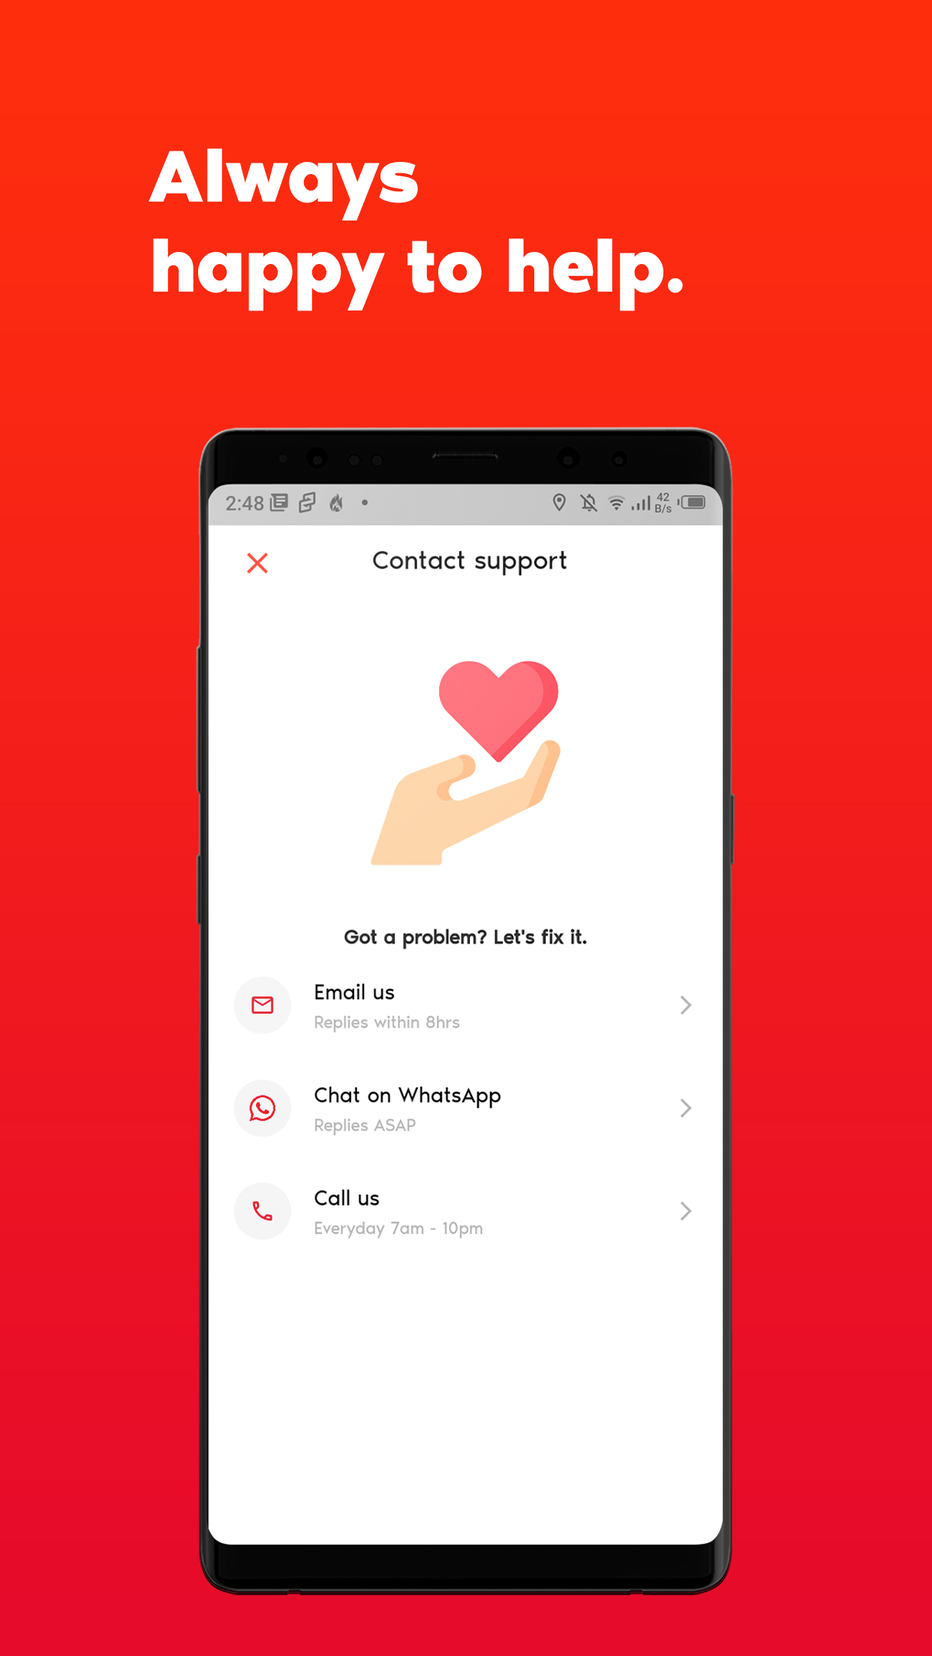 Always
happy to help.
2:48
42
B/s
Contact support
Got a problem? Let's fix it.
Email us
Replies within 8hrs
Chat on WhatsApp
Replies ASAP
Call us
Everyday 7am - 10pm